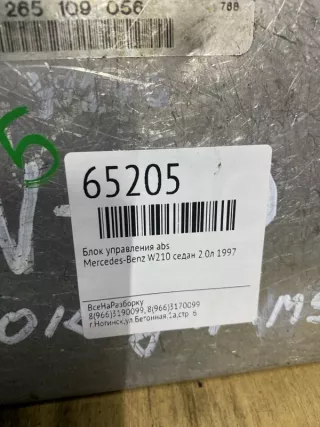 265 109 056
788
65205
Блок управления abs
Mercedes-Benz W210 седан 2.0л 1997
ВсеНаРазборку
8(966)3190099,8(966)3170099
г.Ногинск,ул.Бетонная,1а,стр 6